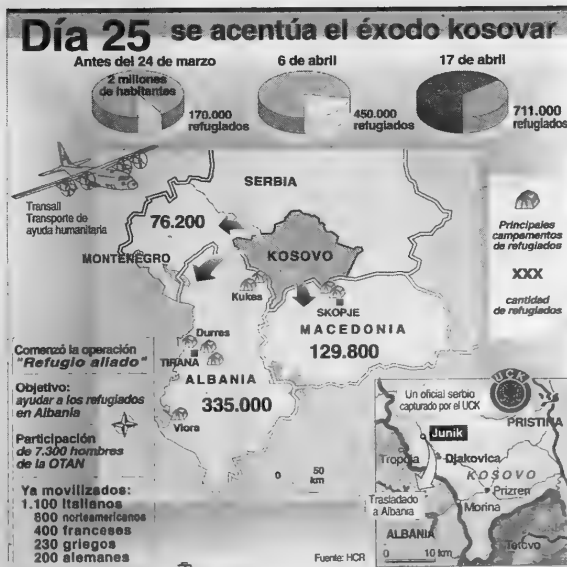 Día 25 se acentúa el éxodo kosovar
Antes del 24 de marzo
2 millones
de habitantes
170.000
refugiados
6 de abril
450.000
refugiados
17 de abril
711.000
refugiados
Transall
Transporte de
ayuda humanitaria
SERBIA
76.200
MONTENEGRO
KOSOVO
Kukes
SKOPJE
MACEDONIA
129.800
Durres
TIRANA
ALBANIA
335.000
Vlora
0 50
km
Principales
campamentos
de refugiados
XXX
cantidad
de refugiados
Comenzó la operación
"Refugio aliado"
Objetivo:
ayudar a los refugiados
en Albania
Participación
de 7.300 hombres
de la OTAN
Ya movilizados:
1.100 italianos
800 norteamericanos
400 franceses
230 griegos
200 alemanes
Fuente: HCR
Un oficial serbio
capturado por el UCK
UCK
PRISTINA
Junik
Tropoja
Djakovica
KOSOVO
Prizren
Trasladado
a Albania
Morina
ALBANIA
Tetovo
0 10 km